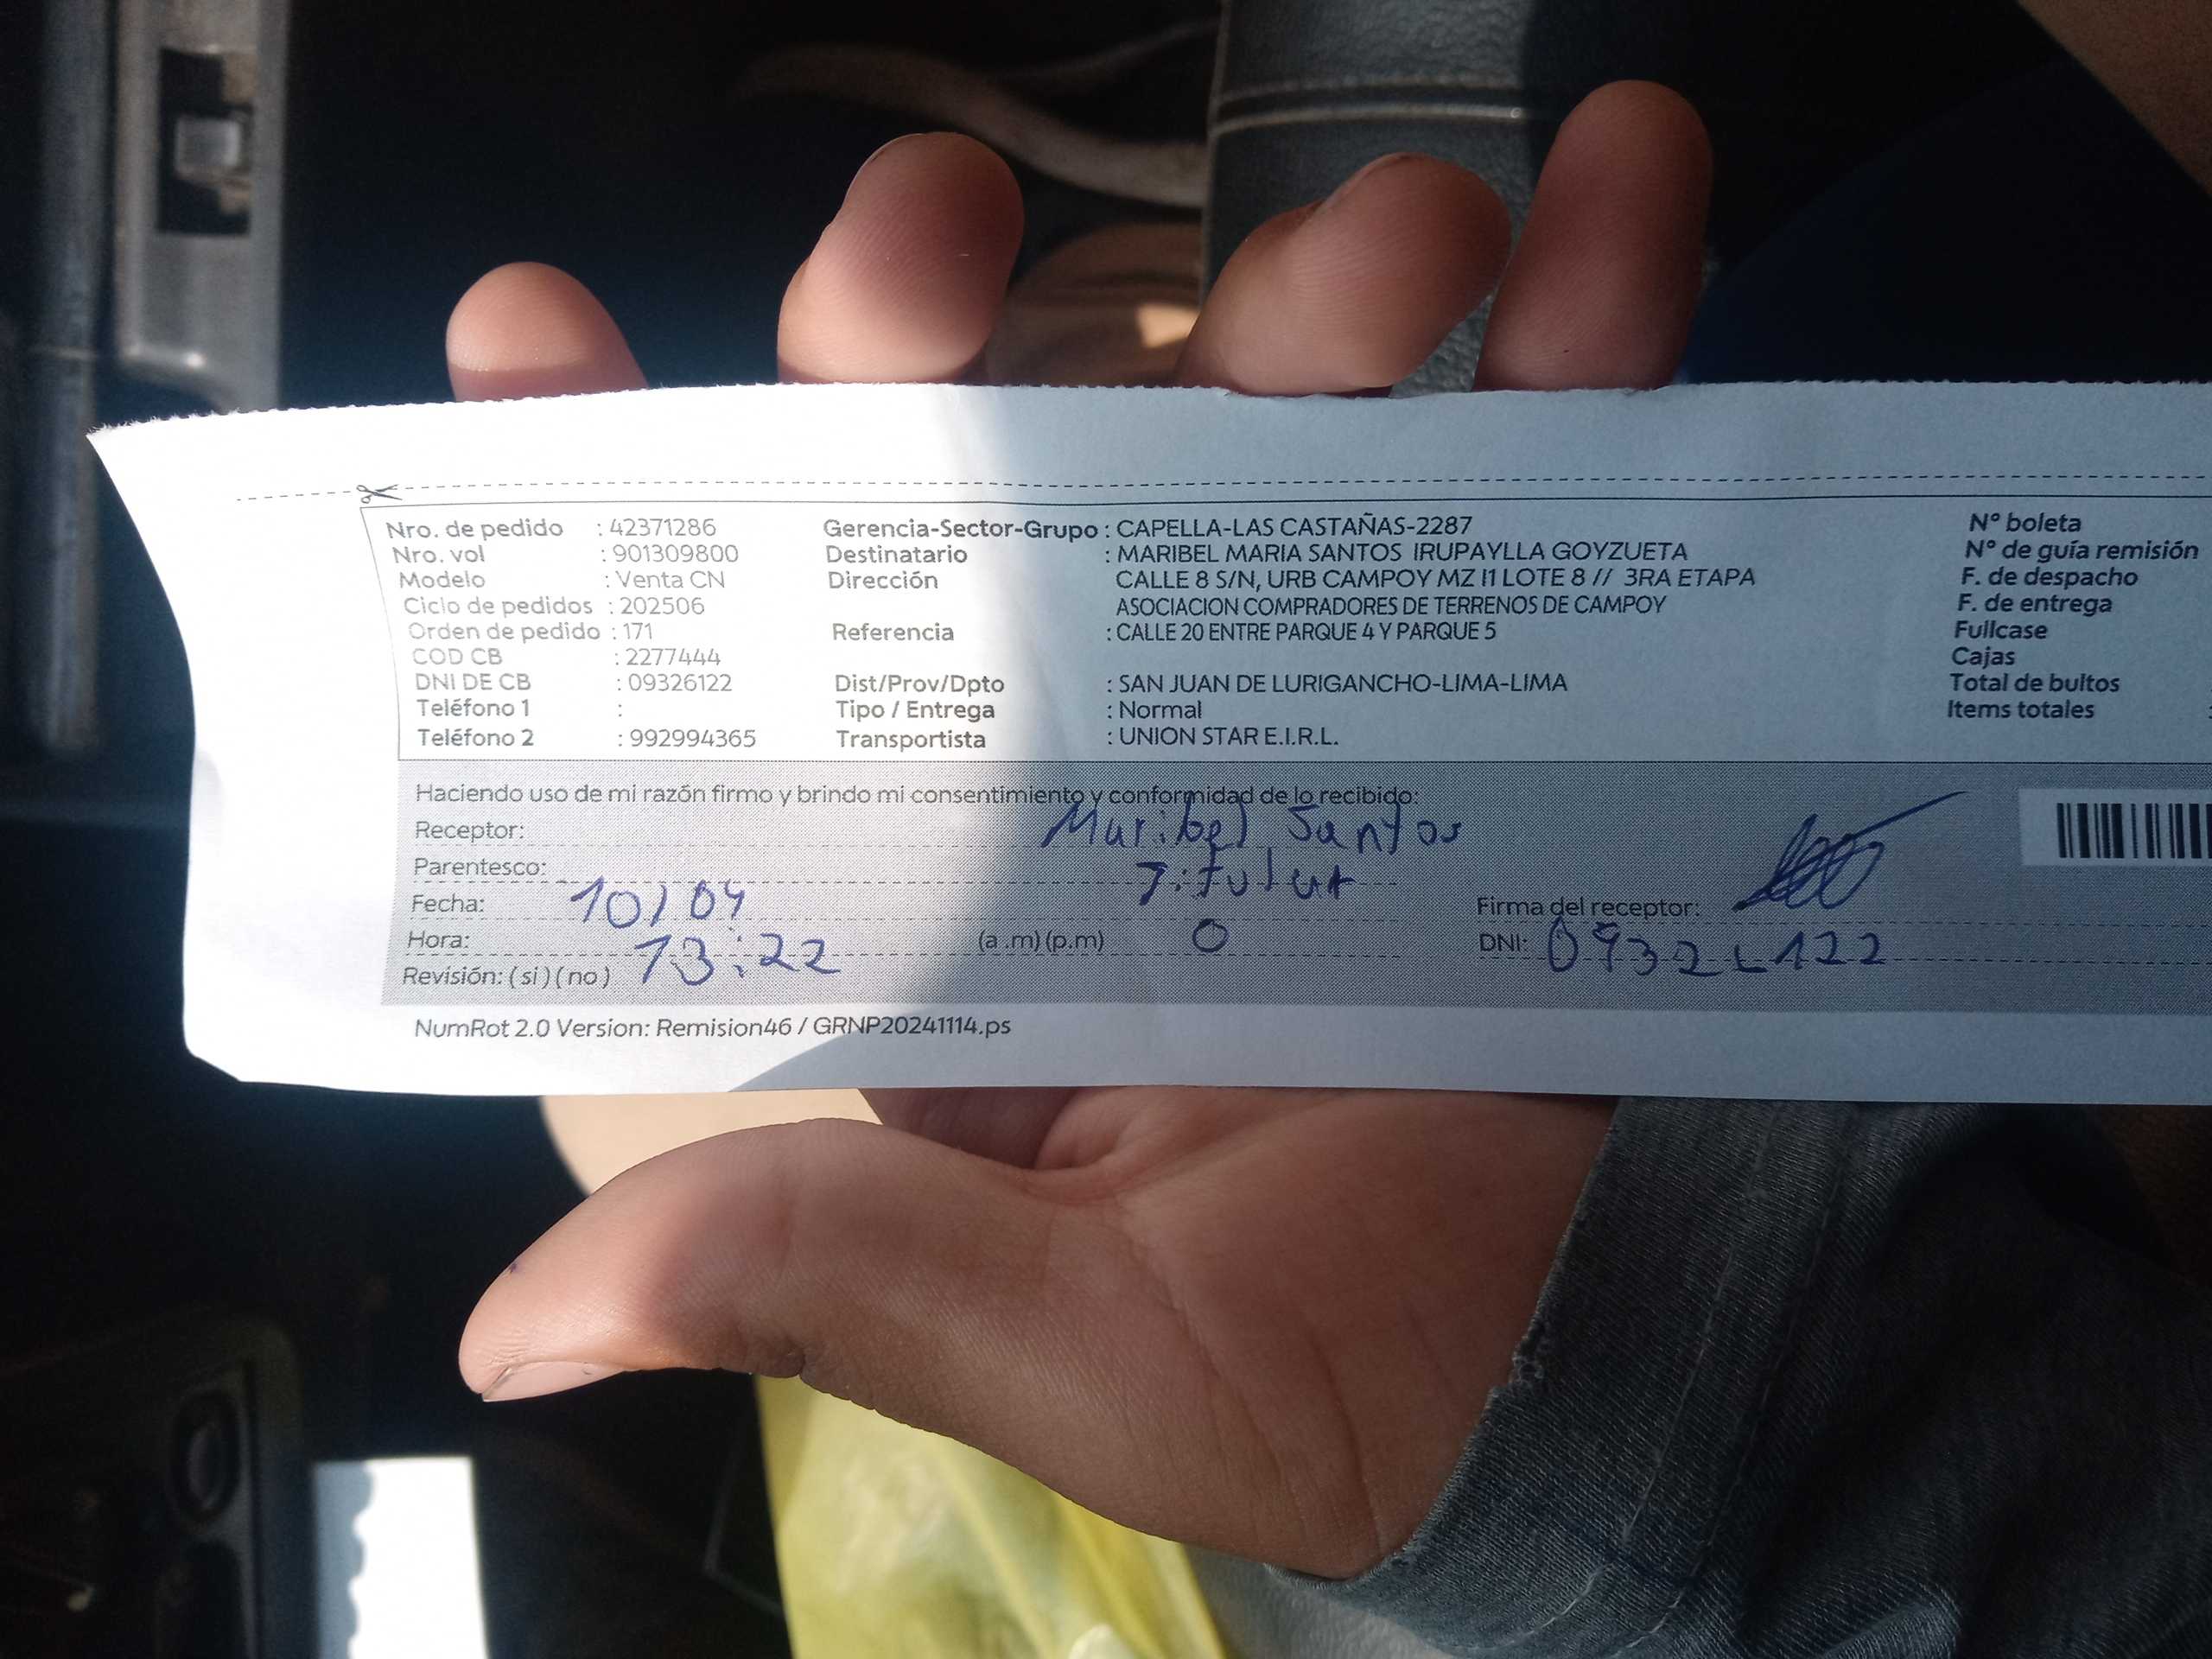 Nro. de pedido : 42371286 Gerencia-Sector-Grupo : CAPELLA-LAS CASTAÑAS-2287 Nº boleta
Nro. vol : 901309800 Destinatario : MARIBEL MARIA SANTOS IRUPAYLLA GOYZUETA Nº de guía remisión
Modelo : Venta CN Dirección CALLE 8 S/N, URB CAMPOY MZ I1 LOTE 8 // 3RA ETAPA F. de despacho
Ciclo de pedidos : 202506 ASOCIACION COMPRADORES DE TERRENOS DE CAMPOY F. de entrega
Orden de pedido : 171 Referencia : CALLE 20 ENTRE PARQUE 4 Y PARQUE 5 Fullcase
COD CB : 2277444 Cajas
DNI DE CB : 09326122 Dist/Prov/Dpto : SAN JUAN DE LURIGANCHO-LIMA-LIMA Total de bultos
Teléfono 1 : Tipo / Entrega : Normal Items totales :
Teléfono 2 : 992994365 Transportista : UNION STAR E.I.R.L.
Haciendo uso de mi razón firmo y brindo mi consentimiento y conformidad de lo recibido:
Receptor: Maribel Santos
Parentesco: Titular
Fecha: 10/04 Firma del receptor:
Hora: 13:22 (a .m) (p.m) O DNI: 09326122
Revisión: ( si ) ( no )
NumRot 2.0 Version: Remision46 / GRNP20241114.ps